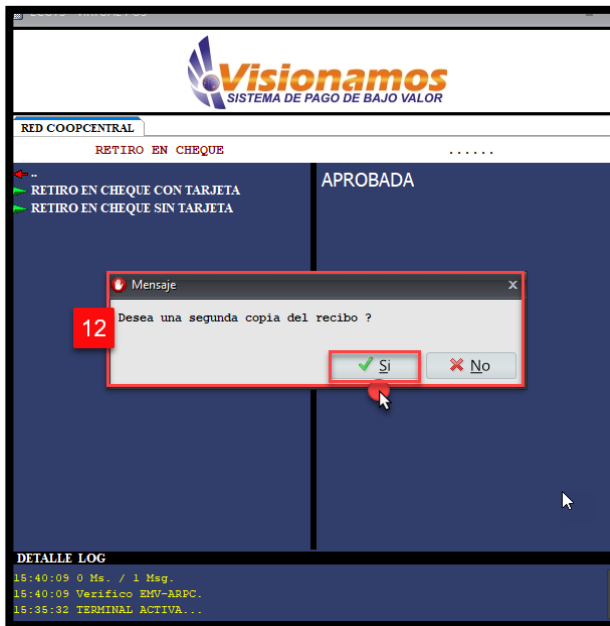 Visionamos
SISTEMA DE PAGO DE BAJO VALOR
RED COOPCENTRAL
RETIRO EN CHEQUE ......
..
RETIRO EN CHEQUE CON TARJETA
RETIRO EN CHEQUE SIN TARJETA
APROBADA
Mensaje x
12
Desea una segunda copia del recibo ?
Si No
DETALLE LOG
15:40:09 0 Ms. / 1 Msg.
15:40:09 Verifico EMV-ARPC.
15:35:32 TERMINAL ACTIVA...